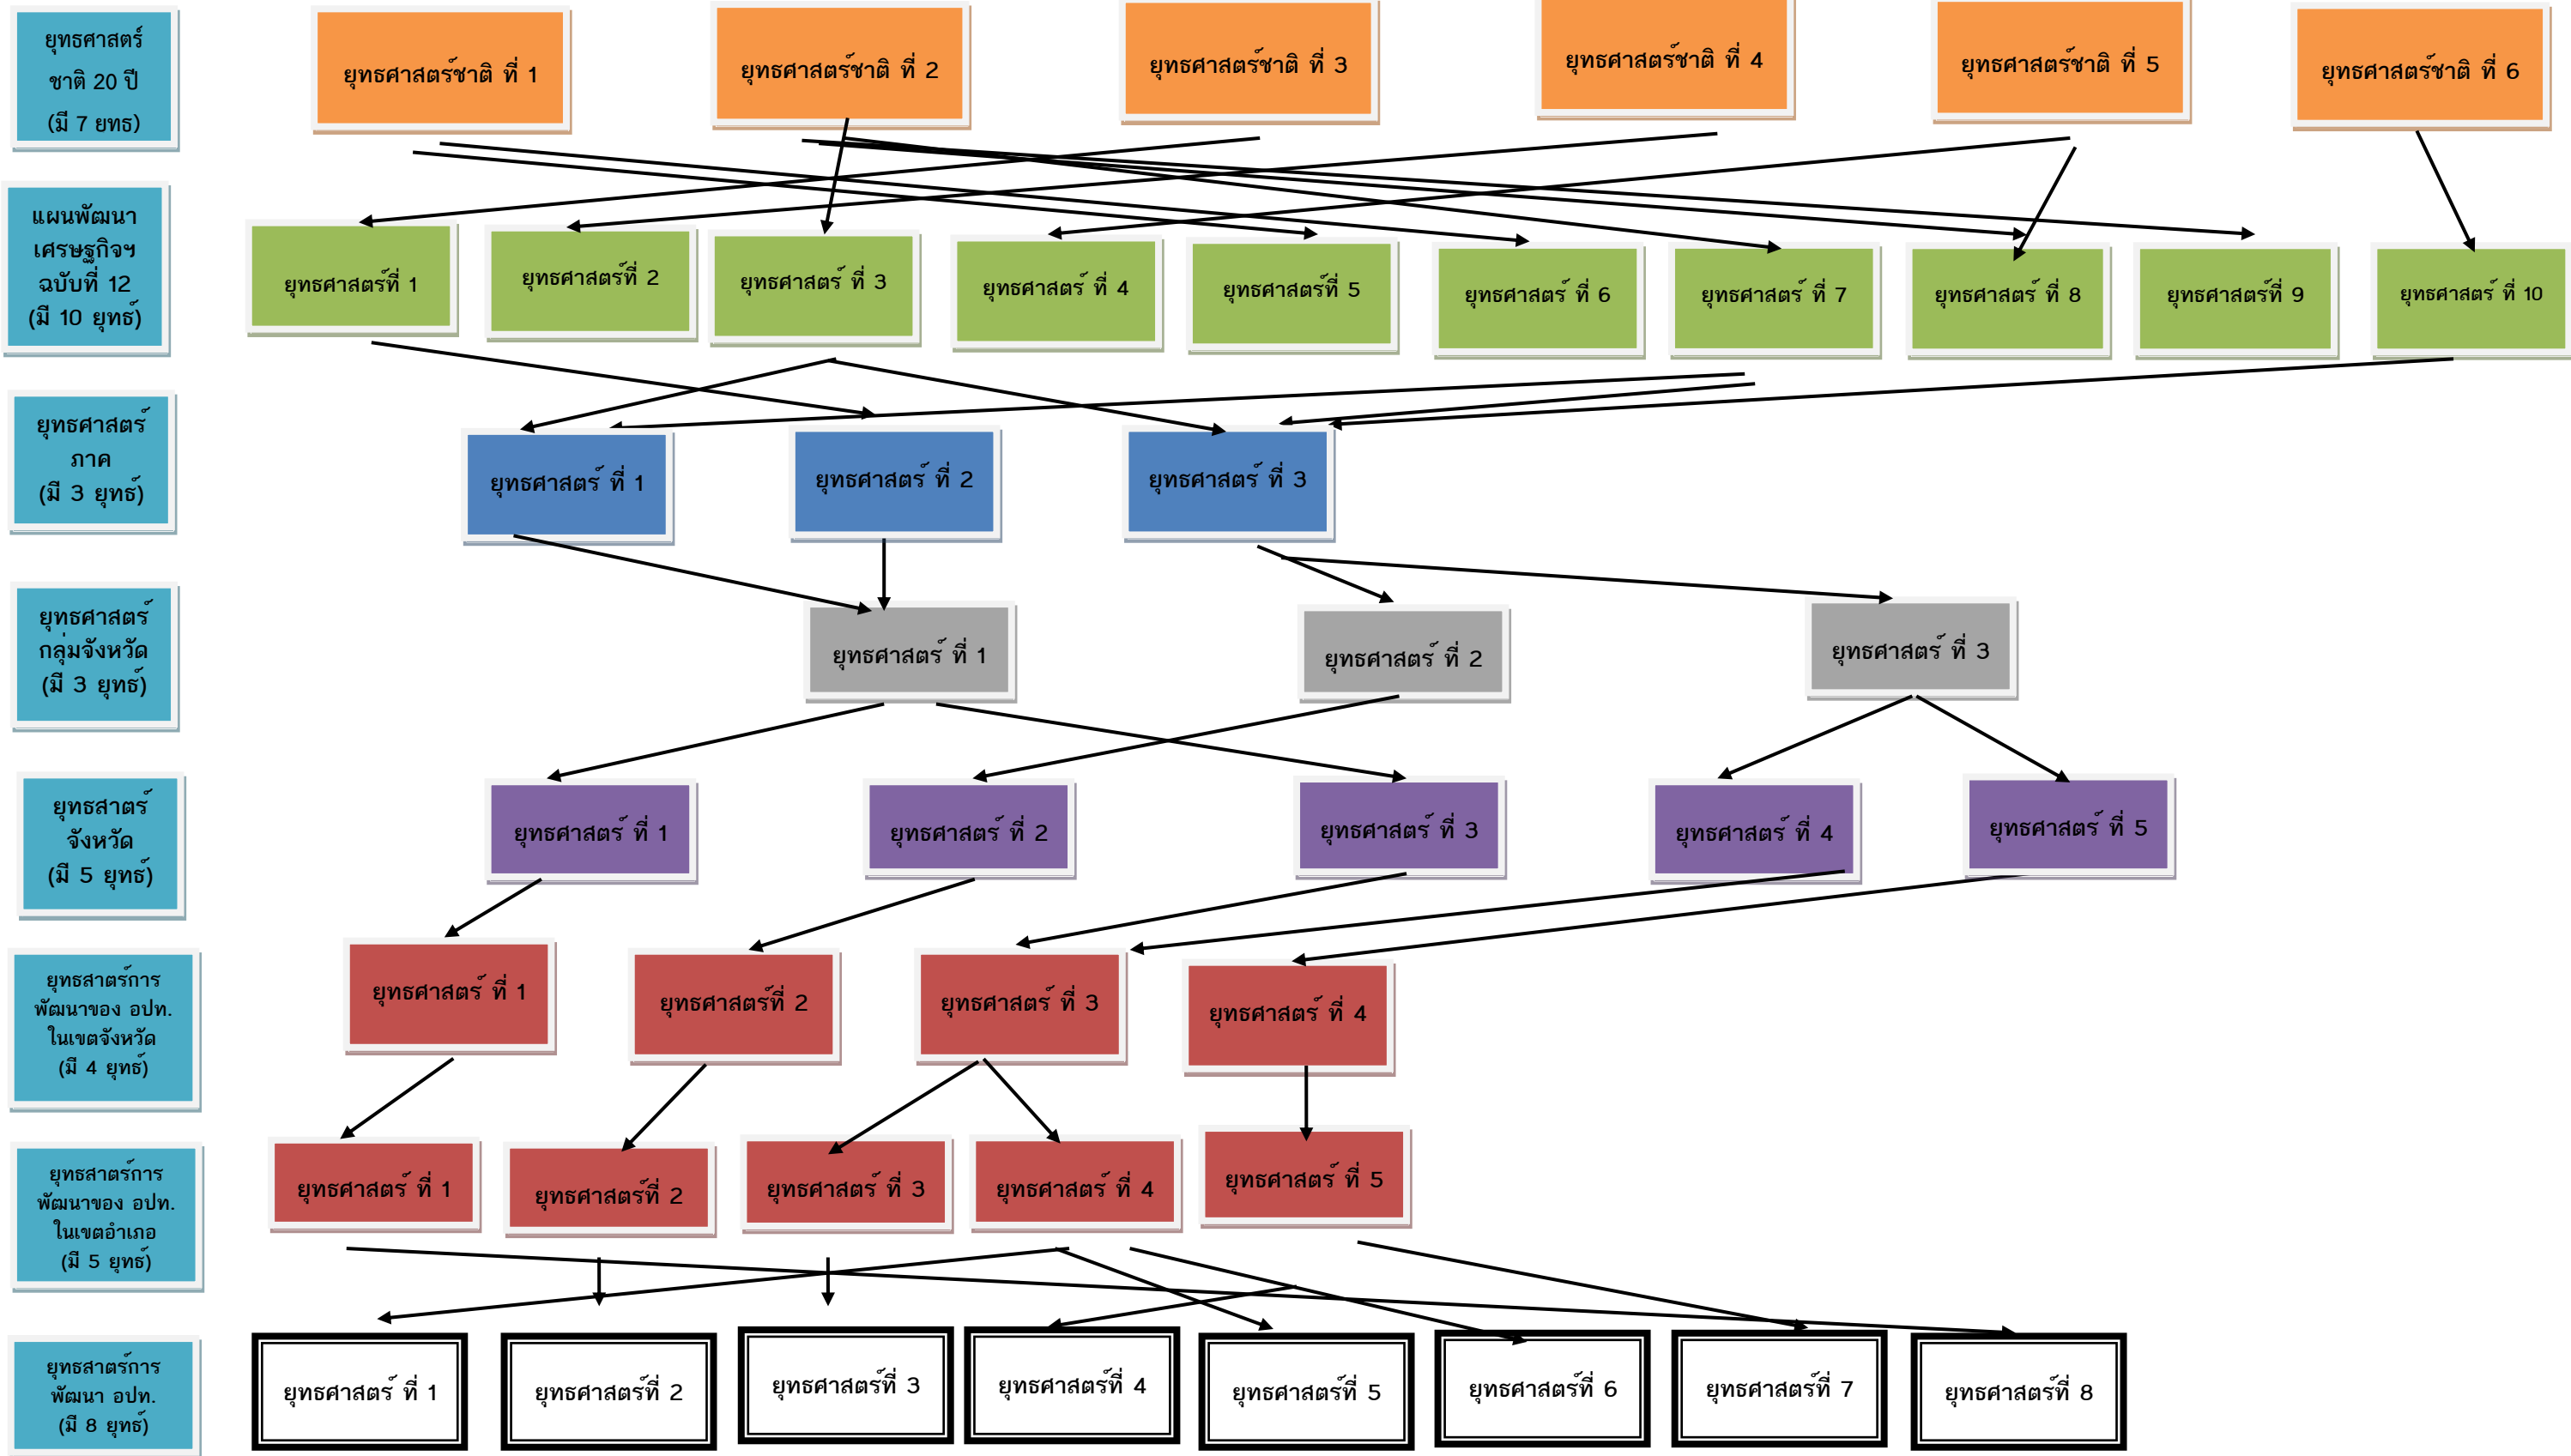 ยุทธศาสตร์
ชาติ 20 ปี
(มี 7 ยทธ)
ยุทธศาสตร์ชาติ ที่ 1
ยุทธศาสตร์ชาติ ที่ 2
ยุทธศาสตร์ชาติ ที่ 3
ยุทธศาสตร์ชาติ ที่ 4
ยุทธศาสตร์ชาติ ที่ 5
ยุทธศาสตร์ชาติ ที่ 6
แผนพัฒนา
เศรษฐกิจฯ
ฉบับที่ 12
(มี 10 ยุทธ์)
ยุทธศาสตร์ที่ 1
ยุทธศาสตร์ที่ 2
ยุทธศาสตร์ ที่ 3
ยุทธศาสตร์ ที่ 4
ยุทธศาสตร์ที่ 5
ยุทธศาสตร์ ที่ 6
ยุทธศาสตร์ ที่ 7
ยุทธศาสตร์ ที่ 8
ยุทธศาสตร์ที่ 9
ยุทธศาสตร์ ที่ 10
ยุทธศาสตร์
ภาค
(มี 3 ยุทธ์)
ยุทธศาสตร์ ที่ 1
ยุทธศาสตร์ ที่ 2
ยุทธศาสตร์ ที่ 3
ยุทธศาสตร์
กลุ่มจังหวัด
(มี 3 ยุทธ์)
ยุทธศาสตร์ ที่ 1
ยุทธศาสตร์ ที่ 2
ยุทธศาสตร์ ที่ 3
ยุทธสาตร์
จังหวัด
(มี 5 ยุทธ์)
ยุทธศาสตร์ ที่ 1
ยุทธศาสตร์ ที่ 2
ยุทธศาสตร์ ที่ 3
ยุทธศาสตร์ ที่ 4
ยุทธศาสตร์ ที่ 5
ยุทธสาตร์การ
พัฒนาของ อปท.
ในเขตจังหวัด
(มี 4 ยุทธ์)
ยุทธศาสตร์ ที่ 1
ยุทธศาสตร์ที่ 2
ยุทธศาสตร์ ที่ 3
ยุทธศาสตร์ ที่ 4
ยุทธสาตร์การ
พัฒนาของ อปท.
ในเขตอำเภอ
(มี 5 ยุทธ์)
ยุทธศาสตร์ ที่ 1
ยุทธศาสตร์ที่ 2
ยุทธศาสตร์ ที่ 3
ยุทธศาสตร์ ที่ 4
ยุทธศาสตร์ ที่ 5
ยุทธสาตร์การ
พัฒนา อปท.
(มี 8 ยุทธ์)
ยุทธศาสตร์ ที่ 1
ยุทธศาสตร์ที่ 2
ยุทธศาสตร์ที่ 3
ยุทธศาสตร์ที่ 4
ยุทธศาสตร์ที่ 5
ยุทธศาสตร์ที่ 6
ยุทธศาสตร์ที่ 7
ยุทธศาสตร์ที่ 8